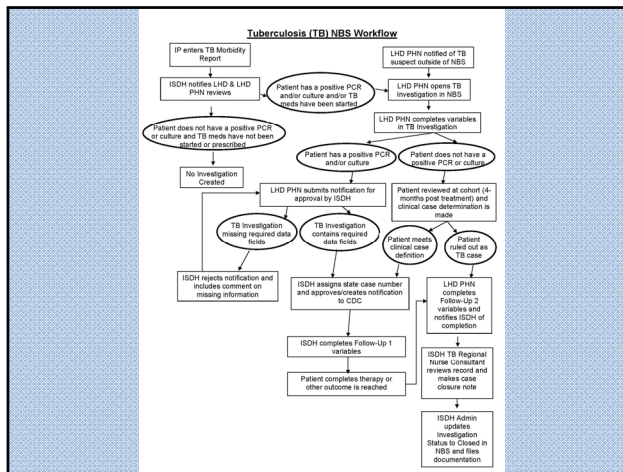 Tuberculosis (TB) NBS Workflow
IP enters TB Morbidity
Report
LHD PHN notified of TB
suspect outside of NBS
ISDH notifies LHD & LHD
PHN reviews
Patient has a positive PCR
and/or culture and/or TB
meds have been started
LHD PHN opens TB
Investigation in NBS
LHD PHN completes variables
in TB Investigation
Patient does not have a positive PCR
or culture and TB meds have not been
started or prescribed
Patient has a positive PCR
and/or culture
Patient does not have a
positive PCR or culture
No Investigation
Created
LHD PHN submits notification for
approval by ISDH
Patient reviewed at cohort (4-
months post treatment) and
clinical case determination is
made
TB Investigation
missing required data
fields
TB Investigation
contains required
data fields
Patient meets
clinical case
definition
Patient
ruled out as
TB case
ISDH rejects notification and
includes comment on
missing information
ISDH assigns state case number
and approves/creates notification
to CDC
LHD PHN
completes
Follow-Up 2
variables and
notifies ISDH of
completion
ISDH completes Follow-Up 1
variables
Patient completes therapy or
other outcome is reached
ISDH TB Regional
Nurse Consultant
reviews record and
makes case
closure note
ISDH Admin
updates
Investigation
Status to Closed in
NBS and files
documentation